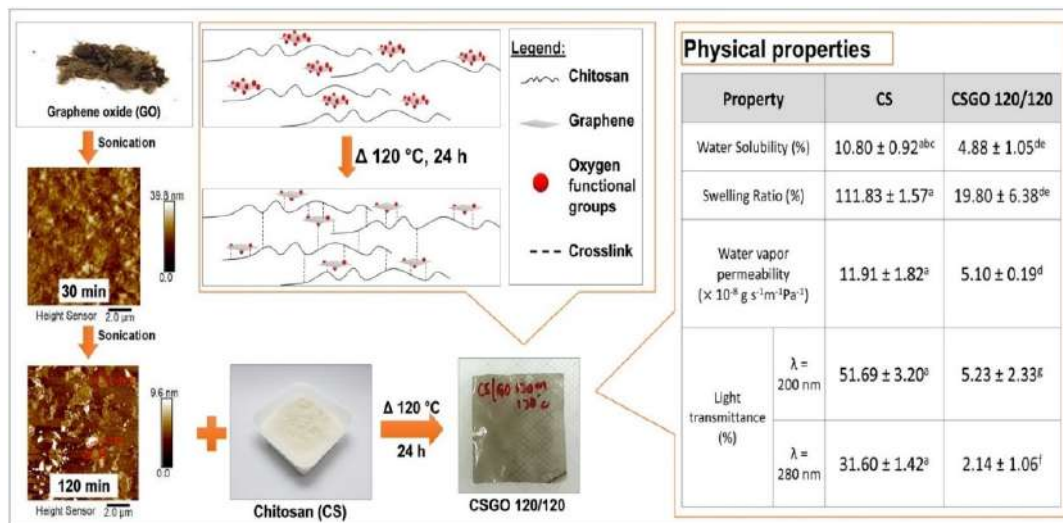 Graphene oxide (GO)
Sonication
39.8 nm
0.0
30 min
Height Sensor
2.0 µm
Sonication
9.6 nm
0.0
120 min
Height Sensor
2.0 µm
Δ 120 °C, 24 h
Legend:
Chitosan
Graphene
Oxygen
functional
groups
Crosslink
Chitosan (CS)
Δ 120 °C
24 h
CS/GO 120m
120°C
CSGO 120/120
Physical properties
Property CS CSGO 120/120
Water Solubility (%) 10.80 ± 0.92ᵃᵇᶜ 4.88 ± 1.05ᵈᵉ
Swelling Ratio (%) 111.83 ± 1.57ᵃ 19.80 ± 6.38ᵈᵉ
Water vapor
permeability
(× 10⁻⁸ g s⁻¹m⁻¹Pa⁻¹)
11.91 ± 1.82ᵃ 5.10 ± 0.19ᵈ
Light
transmittance
(%)
λ =
200 nm
51.69 ± 3.20ᵃ 5.23 ± 2.33ᵍ
λ =
280 nm
31.60 ± 1.42ᵃ 2.14 ± 1.06ᶠ